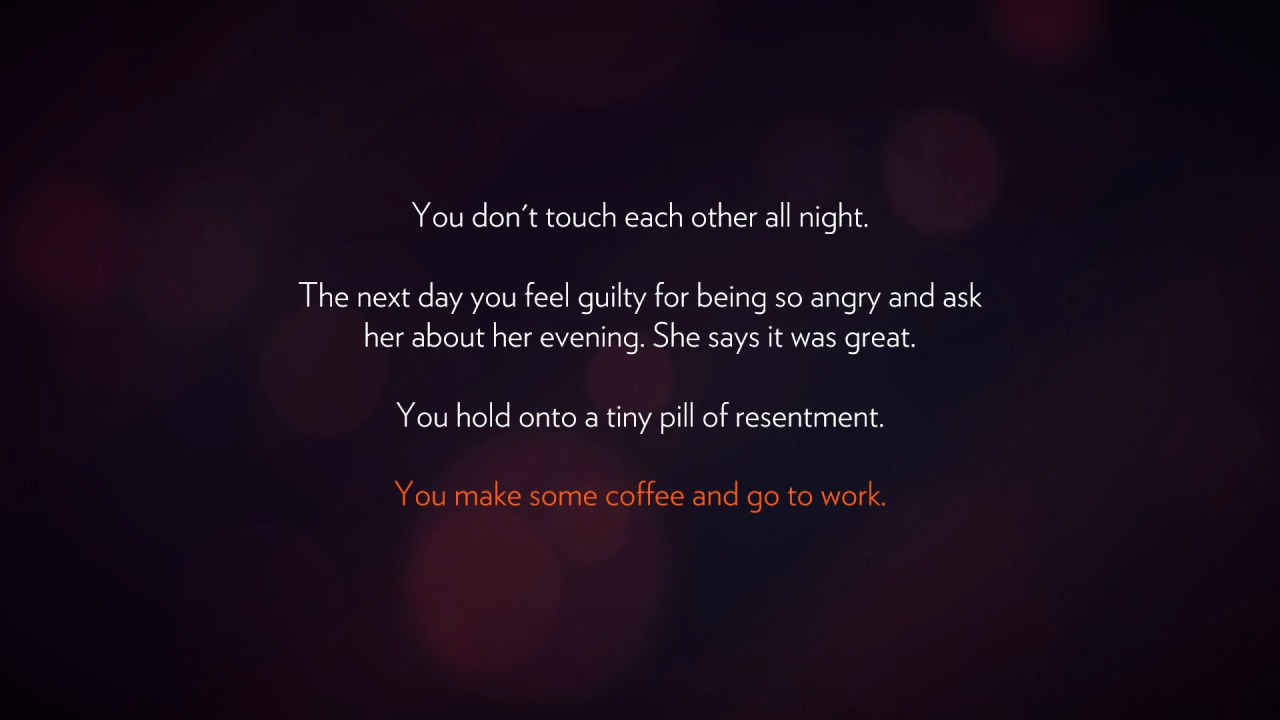 You don't touch each other all night.
The next day you feel guilty for being so angry and ask
her about her evening. She says it was great.
You hold onto a tiny pill of resentment.
You make some coffee and go to work.